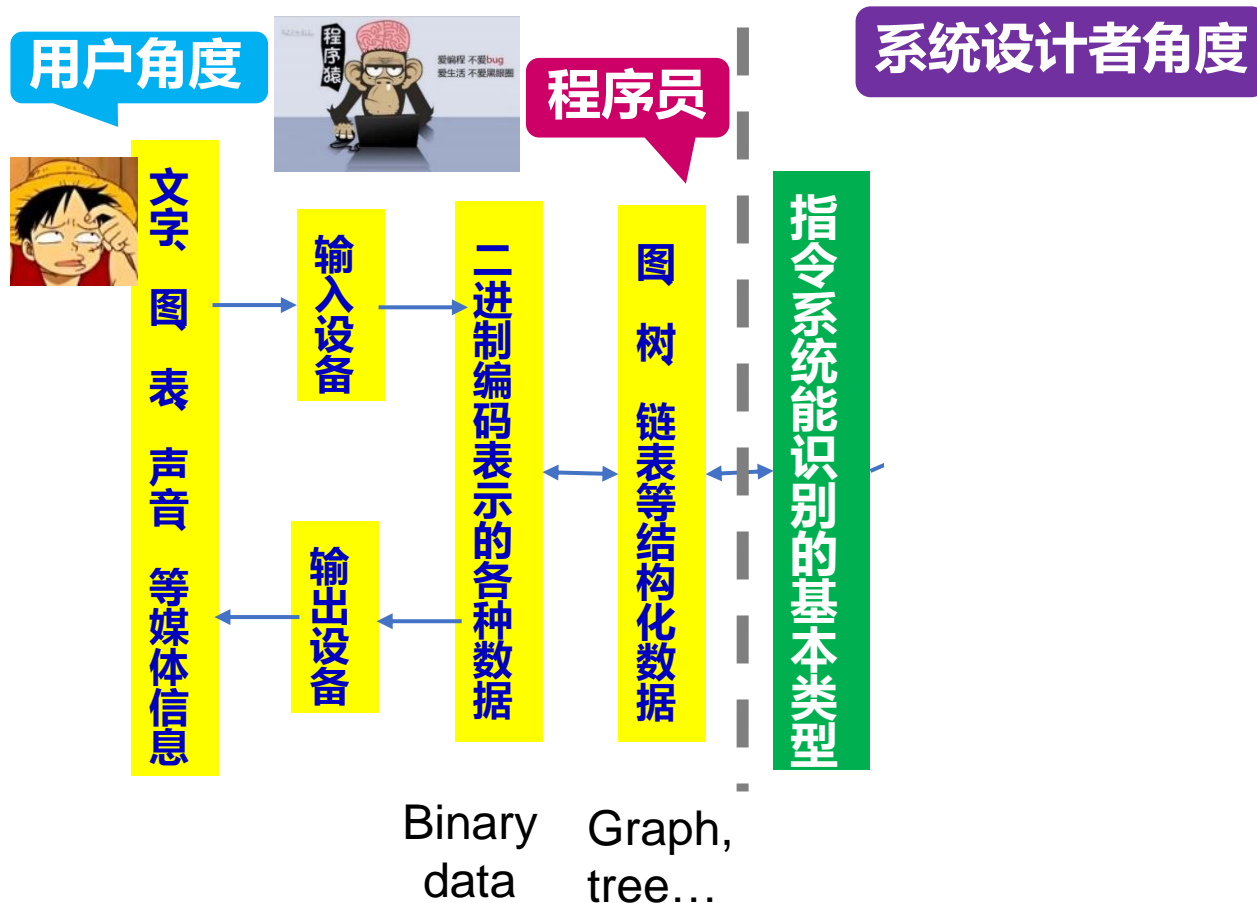 用户角度
程序猿
爱编程 不爱bug
爱生活 不爱黑眼圈
程序员
系统设计者角度
文字、图、表、声音、等媒体信息
输入设备
输出设备
二进制编码表示的各种数据
图、树、链表等结构化数据
指令系统能识别的基本类型
Binary
data
Graph,
tree…